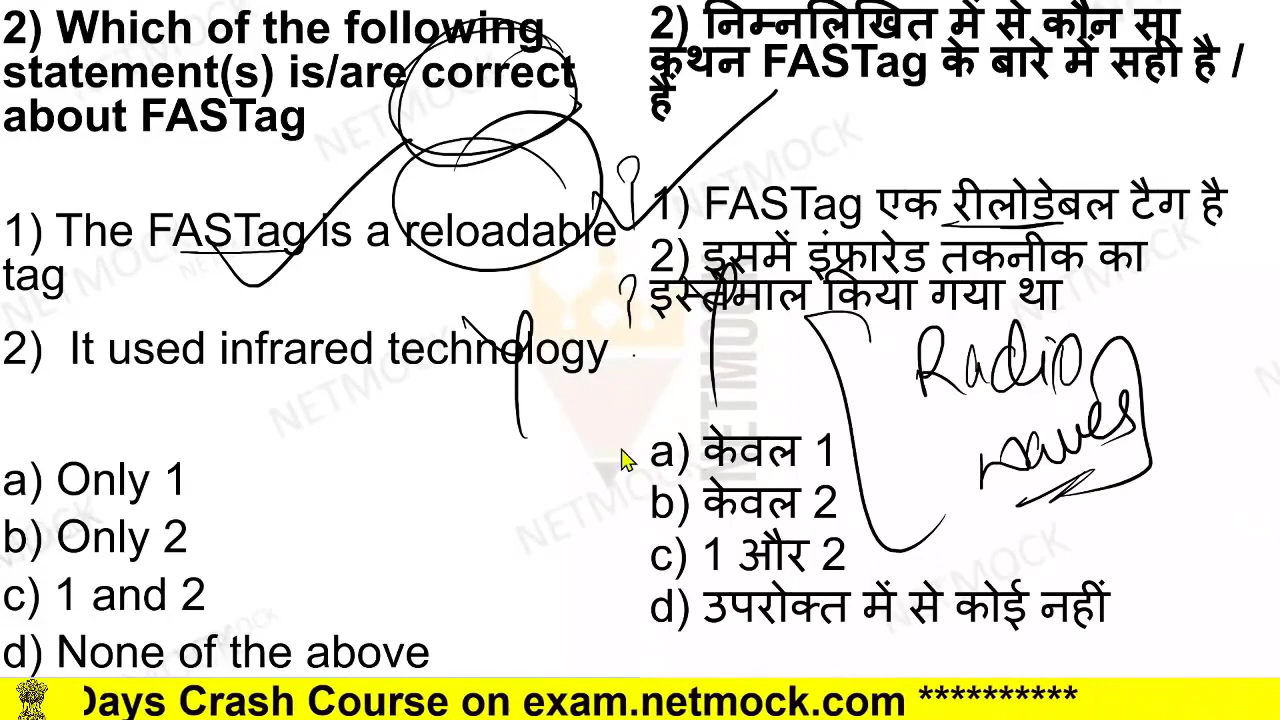 2) Which of the following
statement(s) is/are correct
about FASTag
1) The FASTag is a reloadable
tag
2) It used infrared technology
a) Only 1
b) Only 2
c) 1 and 2
d) None of the above
2) निम्नलिखित में से कौन सा
कथन FASTag के बारे में सही है /
है
1) FASTag एक रीलोडेबल टैग है
2) इसमें इंफ्रारेड तकनीक का
इस्तेमाल किया गया था
Radio
waves
a) केवल 1
b) केवल 2
c) 1 और 2
d) उपरोक्त में से कोई नहीं
NETMOCK
Days Crash Course on exam.netmock.com **********